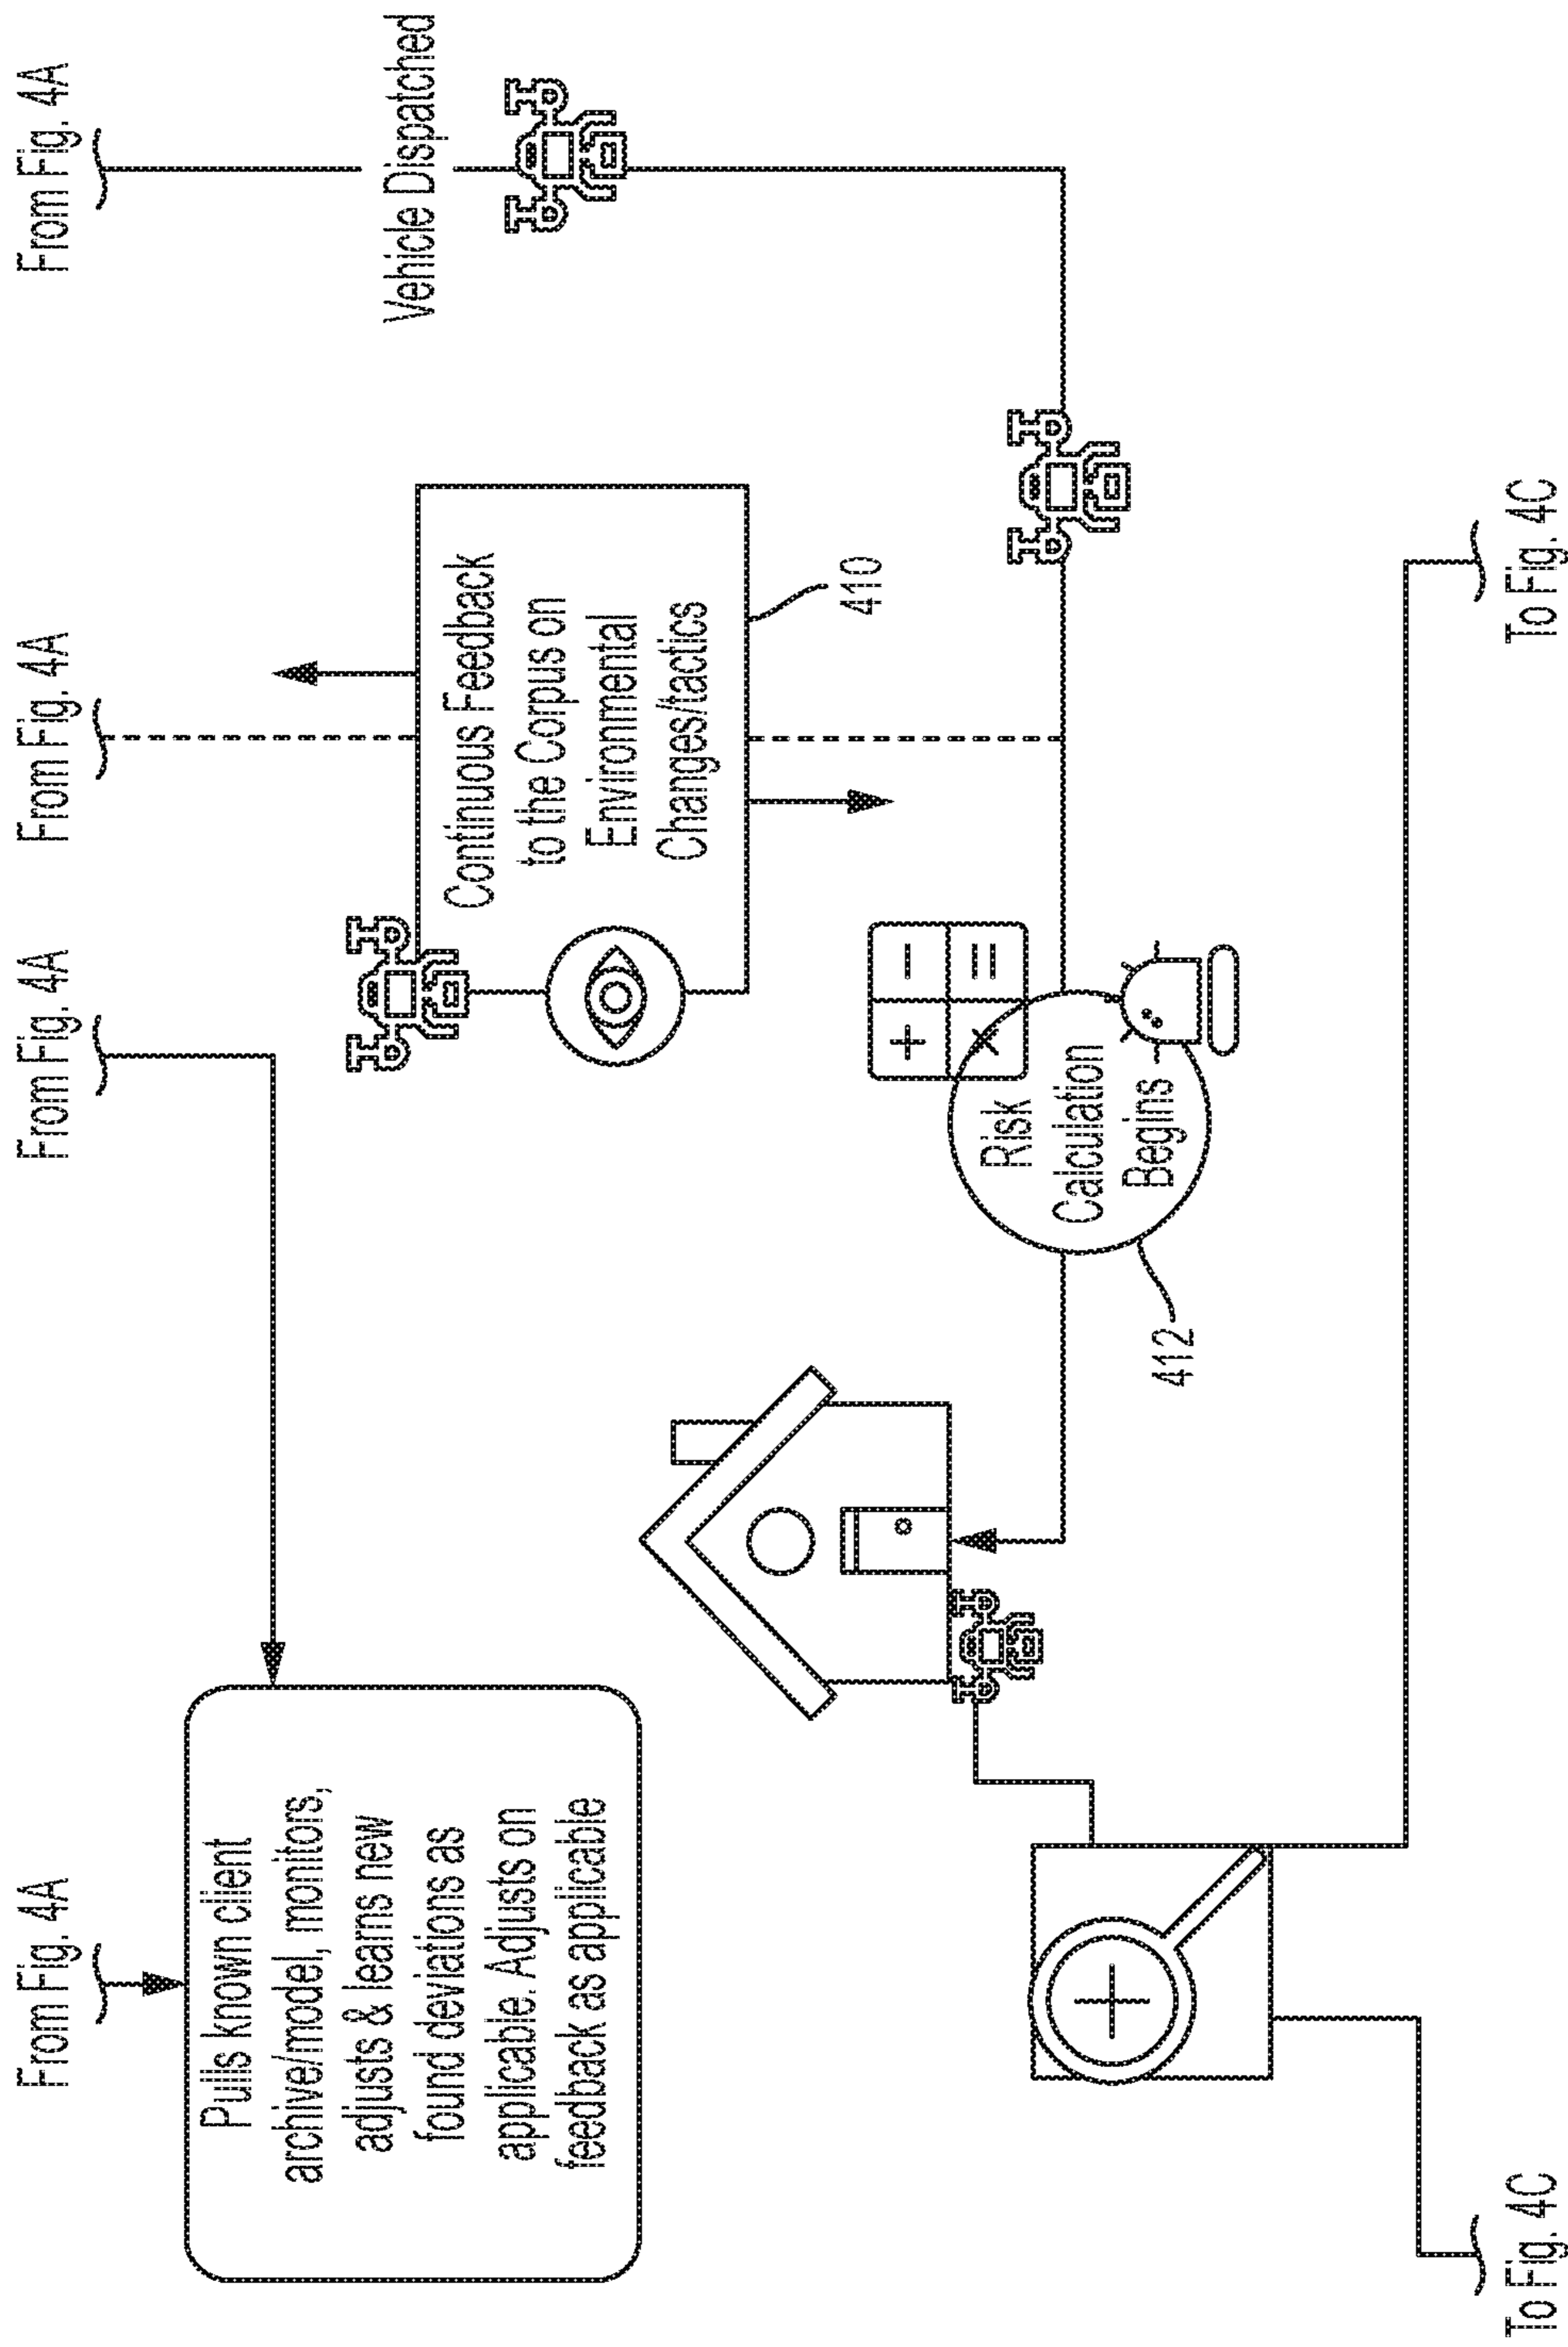 From Fig. 4A
From Fig. 4A
From Fig. 4A
From Fig. 4A
Pulls known client
archive/model, monitors,
adjusts & learns new
found deviations as
applicable. Adjusts on
feedback as applicable
Continuous Feedback
to the Corpus on
Environmental
Changes/tactics
410
Vehicle Dispatched
Risk
Calculation
Begins
412
To Fig. 4C
To Fig. 4C